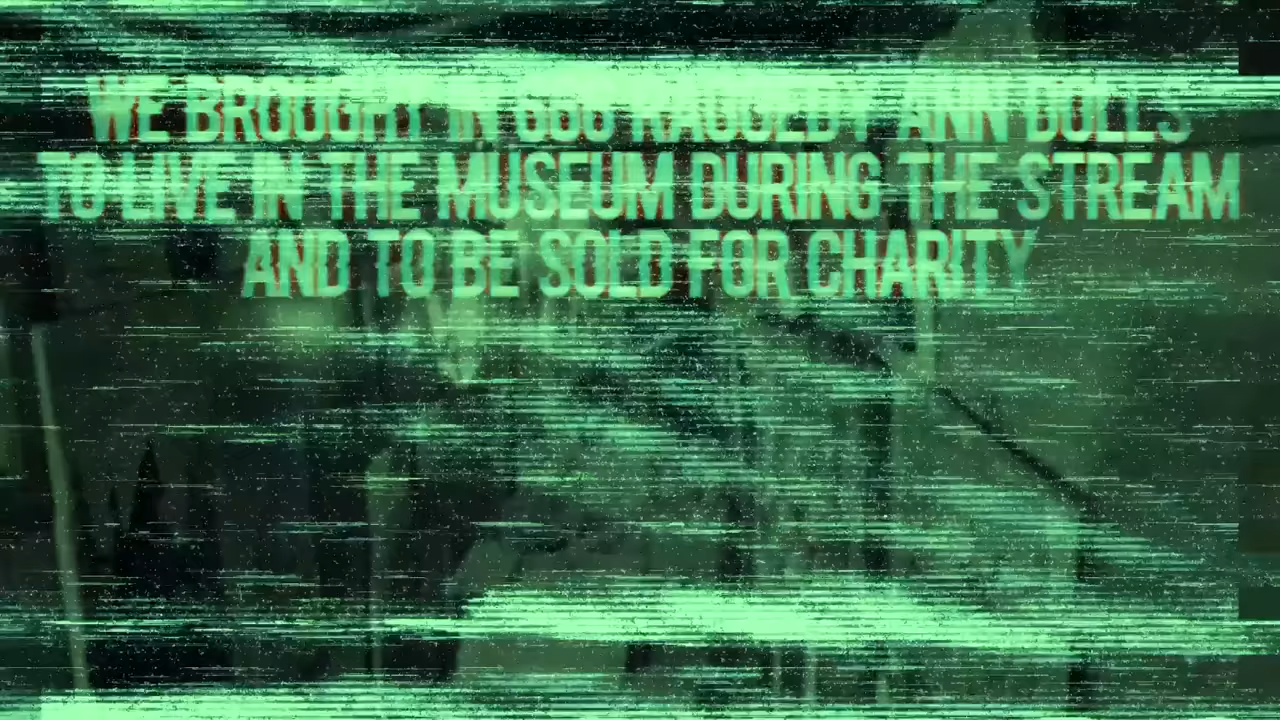 WE BROUGHT IN 666 RAGGEDY ANN DOLLS
TO LIVE IN THE MUSEUM DURING THE STREAM
AND TO BE SOLD FOR CHARITY